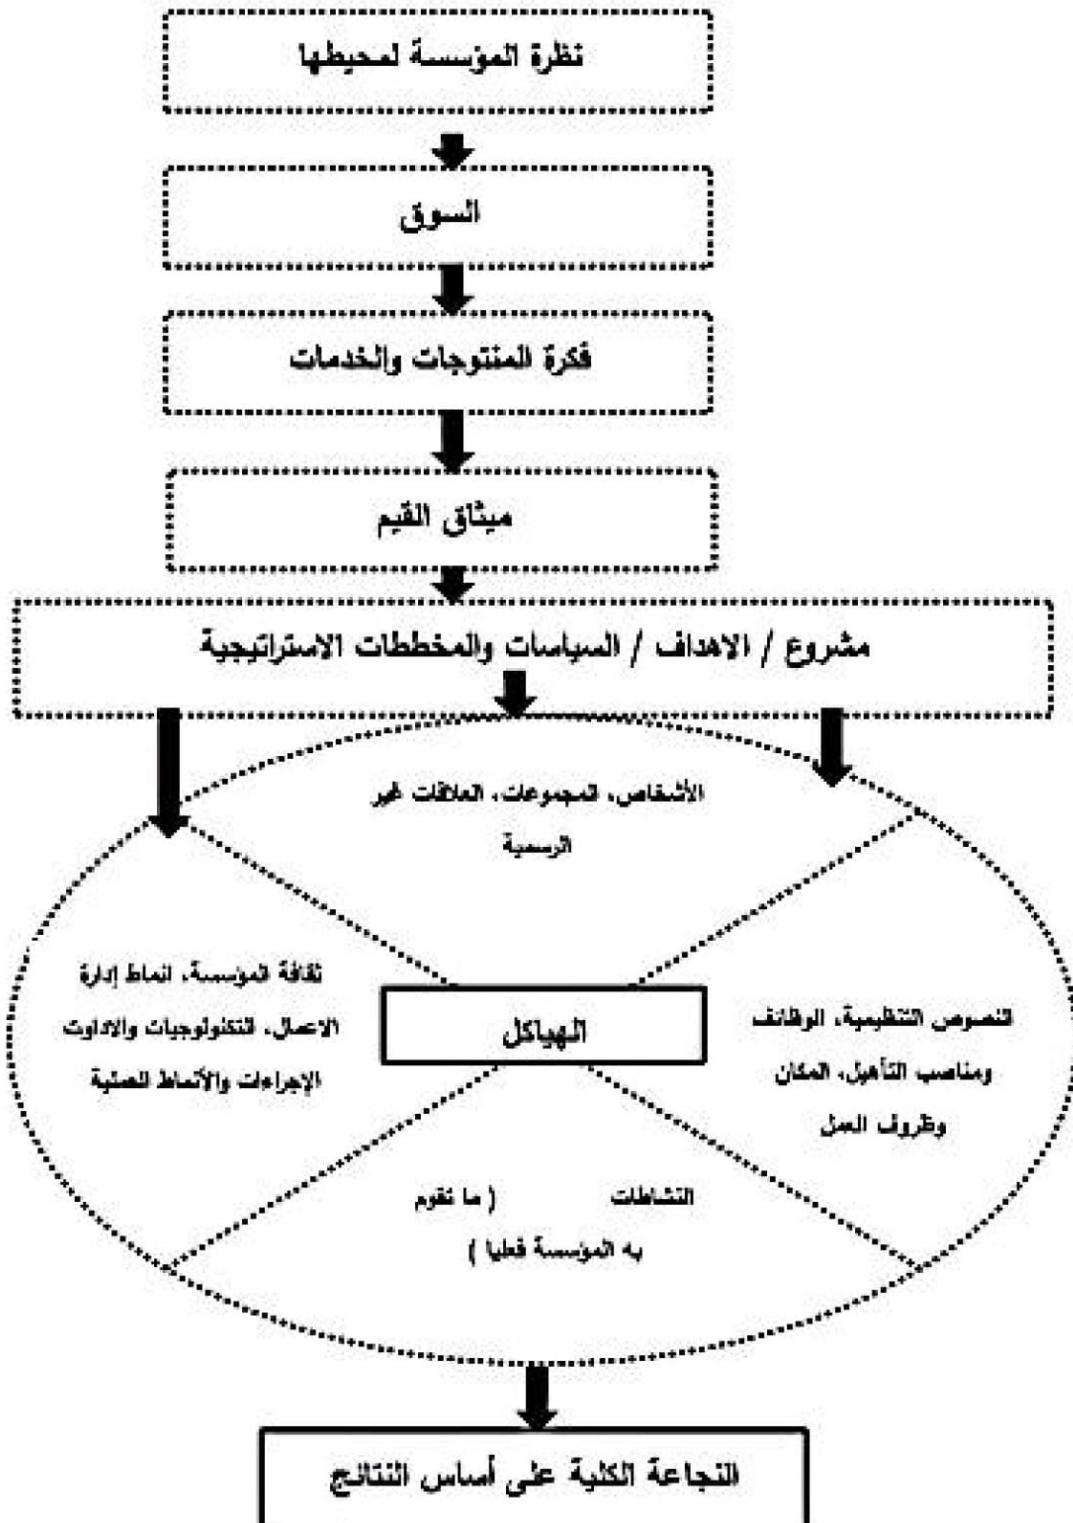 نظرة المؤسسة لمحيطها
السوق
فكرة المنتوجات والخدمات
ميثاق القيم
مشروع / الاهداف / السياسات والمخططات الاستراتيجية
الأشخاص، المجموعات، العلاقات غير
الرسمية
النصوص التنظيمية، الوظائف
ومناصب التأهيل، المكان
وظروف العمل
الهياكل
ثقافة المؤسسة، انماط إدارة
الاعمال، التكنولوجيات والاداوت
الإجراءات والأنماط العملية
النشاطات ( ما تقوم
به المؤسسة فعليا )
النجاعة الكلية على أساس النتائج